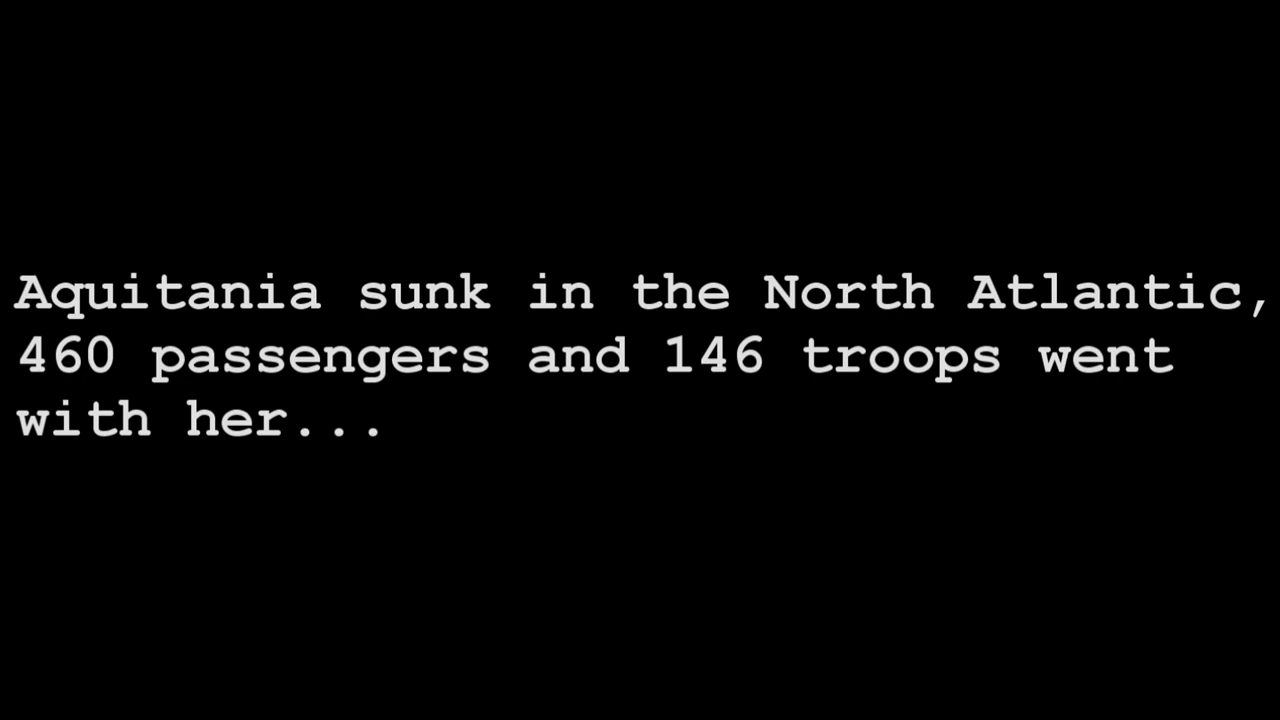 Aquitania sunk in the North Atlantic,
460 passengers and 146 troops went
with her...